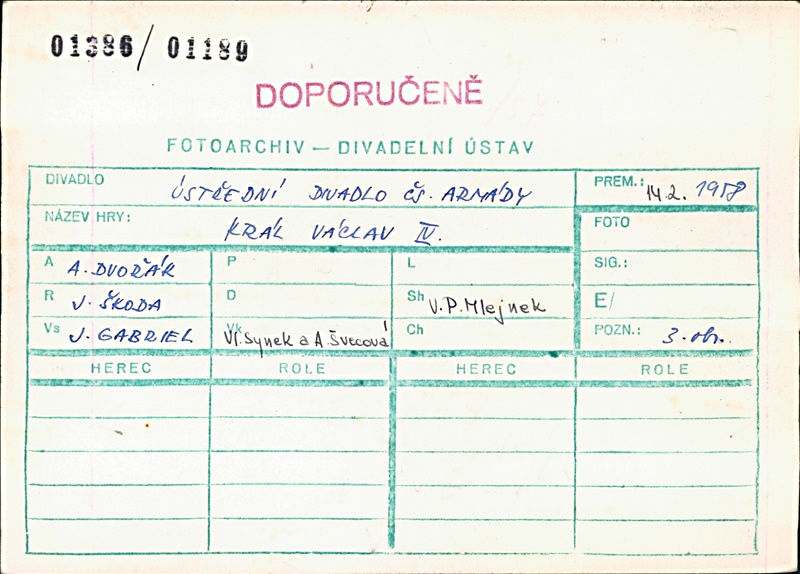 01386/01189
DOPORUČENĚ
FOTOARCHIV — DIVADELNÍ ÚSTAV
DIVADLO ÚSTŘEDNÍ DIVADLO ČS. ARMÁDY PREM.: 14.2. 1958
NÁZEV HRY: KRÁL VÁCLAV IV. FOTO
A A. DVOŘÁK P L SIG.:
R J. ŠKODA D Sh V.P. Mlejnek E/
Vs J. GABRIEL Vk Vl. Synek a A. Švecová Ch POZN.: 3. obr.
HEREC ROLE HEREC ROLE